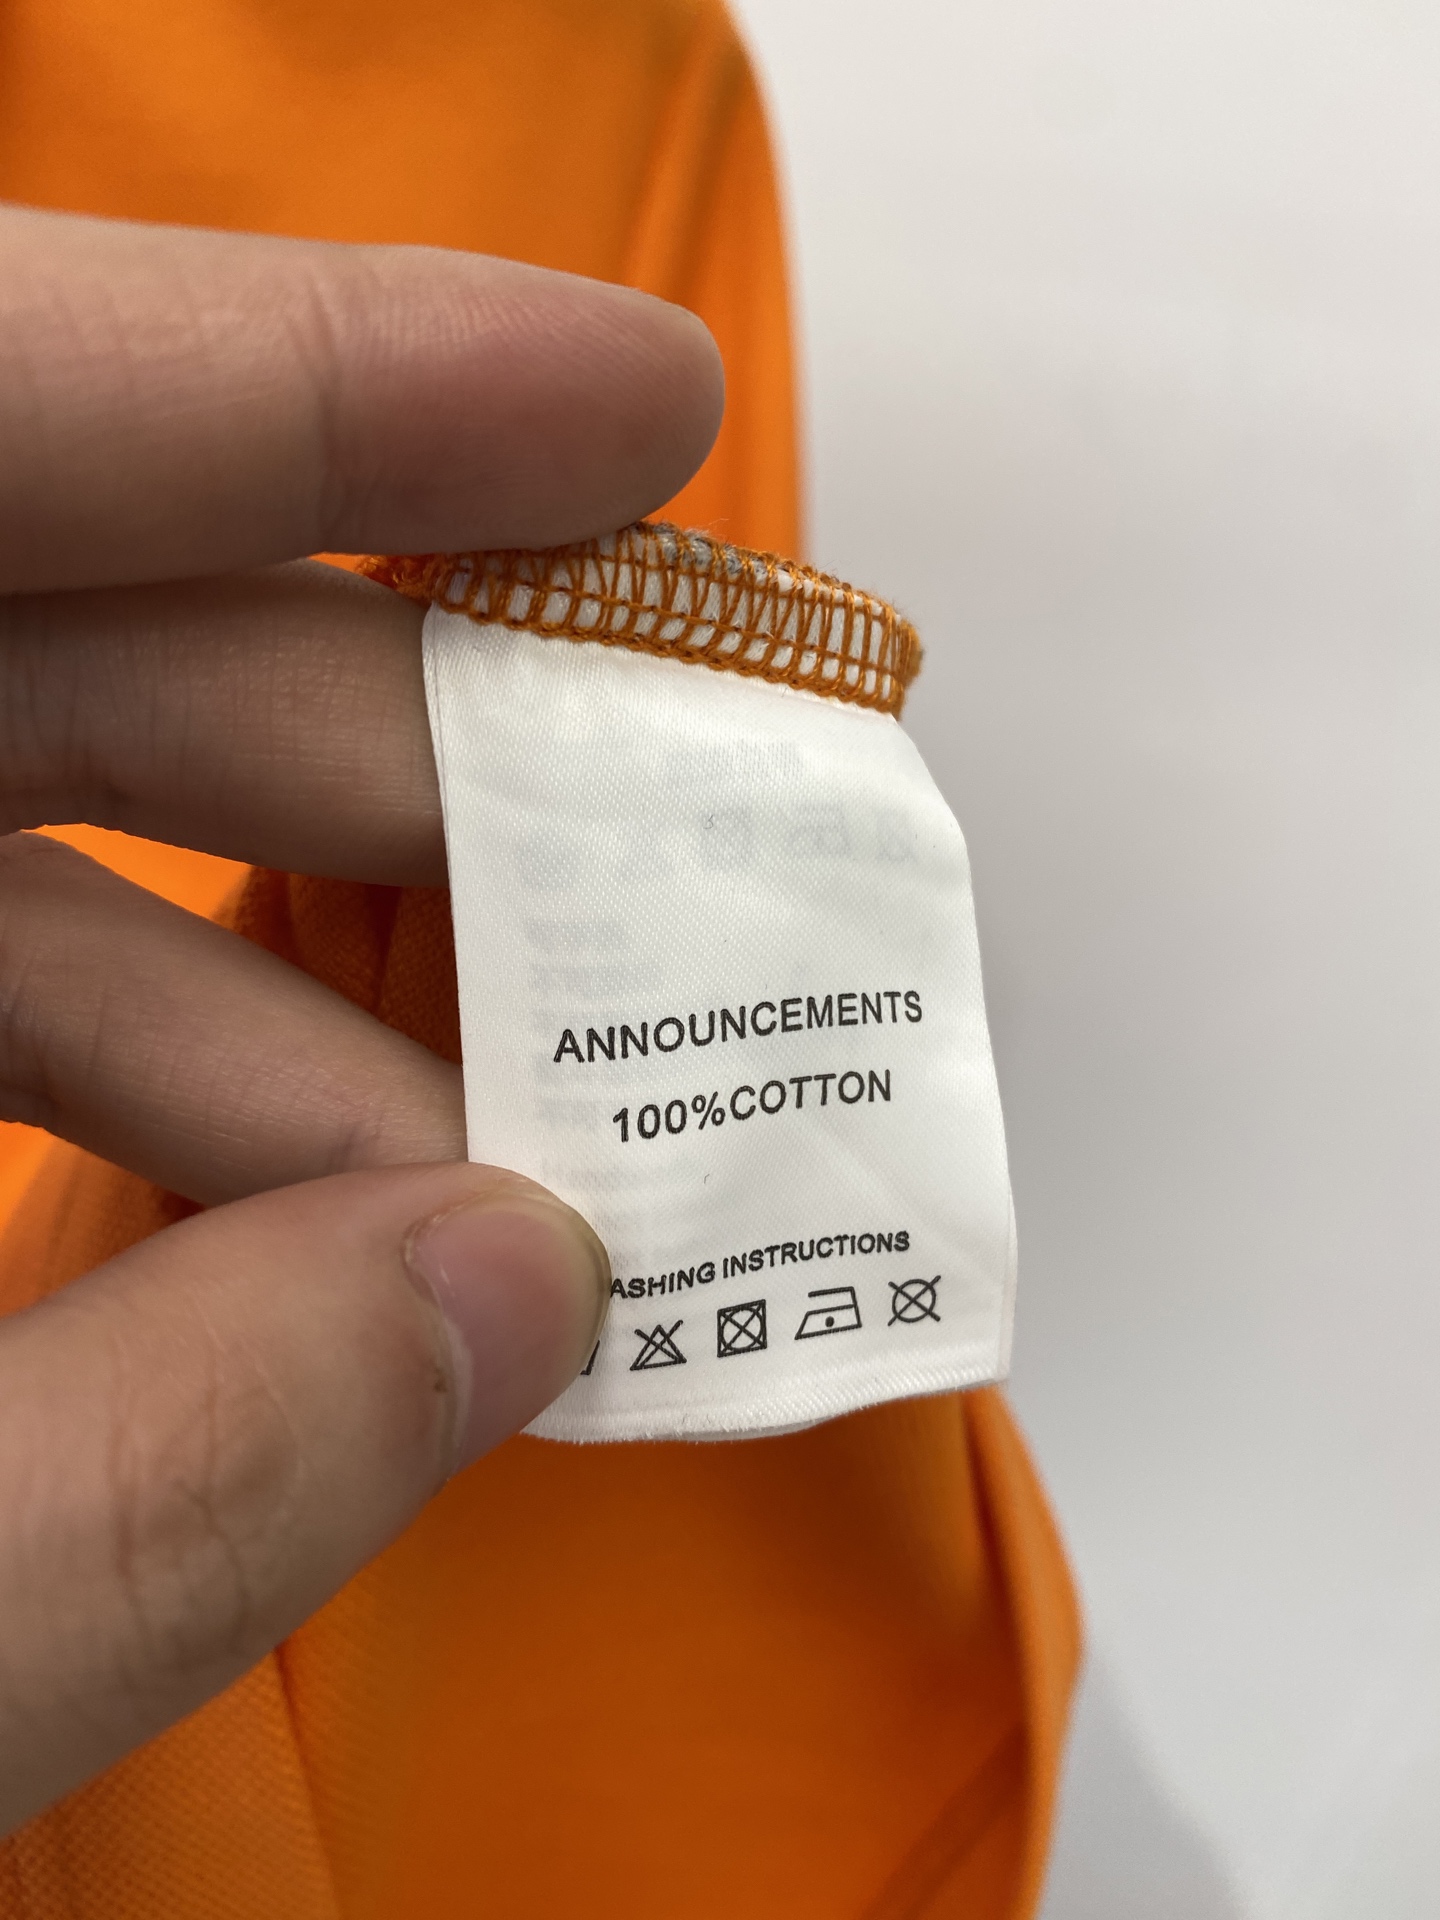 ANNOUNCEMENTS
100%COTTON
ASHING INSTRUCTIONS